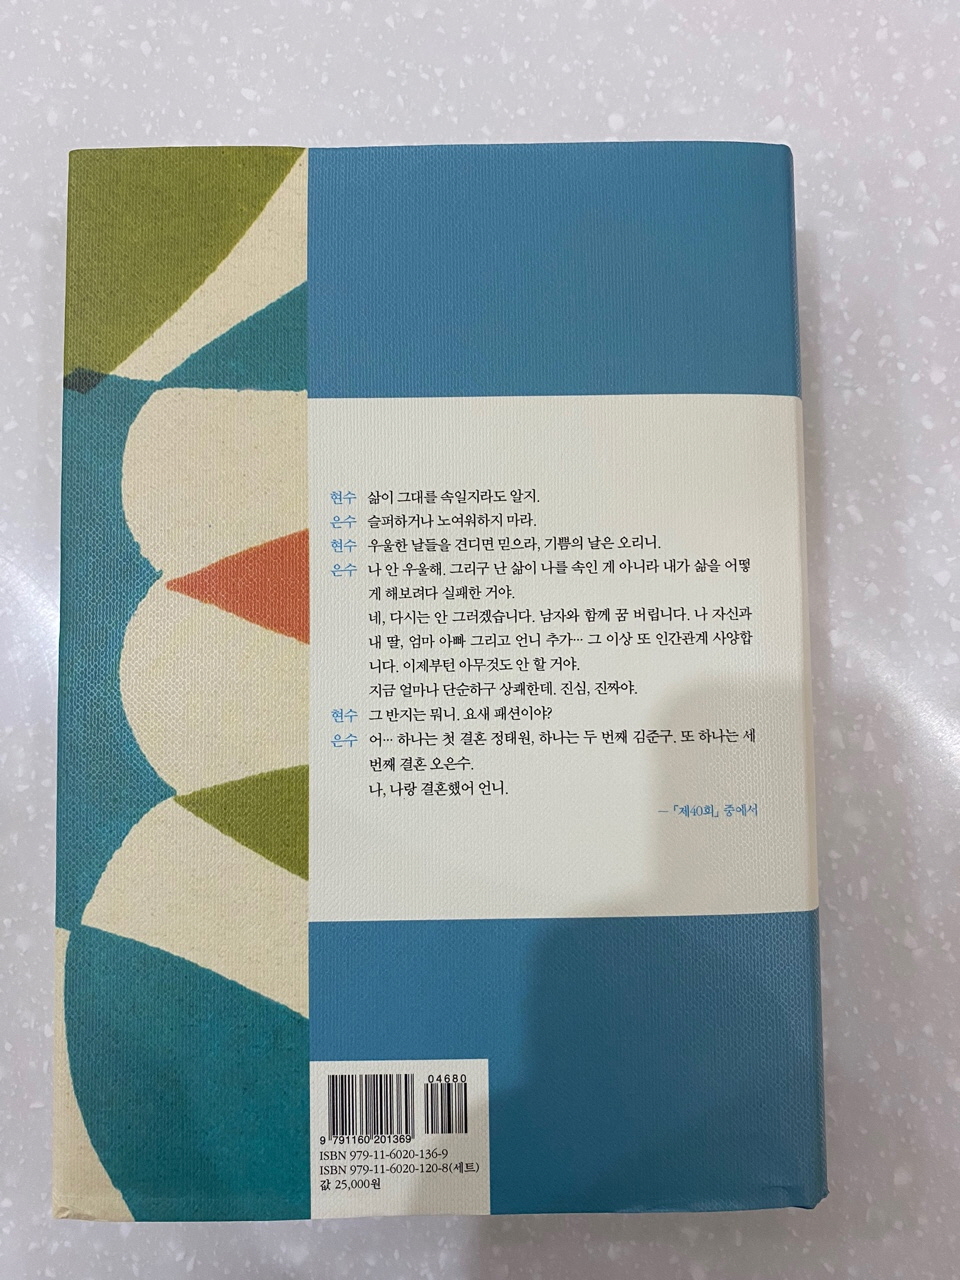 현수 삶이 그대를 속일지라도 알지.
은수 슬퍼하거나 노여워하지 마라.
현수 우울한 날들을 견디면 믿으라, 기쁨의 날은 오리니.
은수 나 안 우울해. 그리구 난 삶이 나를 속인 게 아니라 내가 삶을 어떻
게 해보려다 실패한 거야.
네, 다시는 안 그러겠습니다. 남자와 함께 꿈 버립니다. 나 자신과
내 딸, 엄마 아빠 그리고 언니 추가… 그 이상 또 인간관계 사양합
니다. 이제부턴 아무것도 안 할 거야.
지금 얼마나 단순하구 상쾌한데. 진심, 진짜야.
현수 그 반지는 뭐니. 요새 패션이야?
은수 어… 하나는 첫 결혼 정태원, 하나는 두 번째 김준구. 또 하나는 세
번째 결혼 오은수.
나, 나랑 결혼했어 언니.
— 「제40회」 중에서
04680
9 791160 201369
ISBN 979-11-6020-136-9
ISBN 979-11-6020-120-8(세트)
값 25,000원